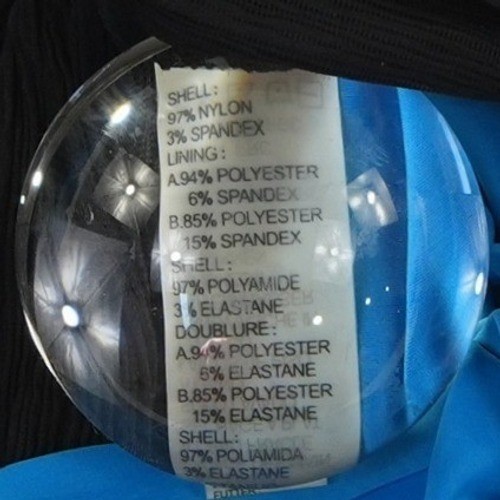 SHELL:
97% NYLON
3% SPANDEX
LINING:
A.94% POLYESTER
6% SPANDEX
B.85% POLYESTER
15% SPANDEX
SHELL:
97% POLYAMIDE
3% ELASTANE
DOUBLURE:
A.94% POLYESTER
6% ELASTANE
B.85% POLYESTER
15% ELASTANE
SHELL:
97% POLIAMIDA
3% ELASTANE